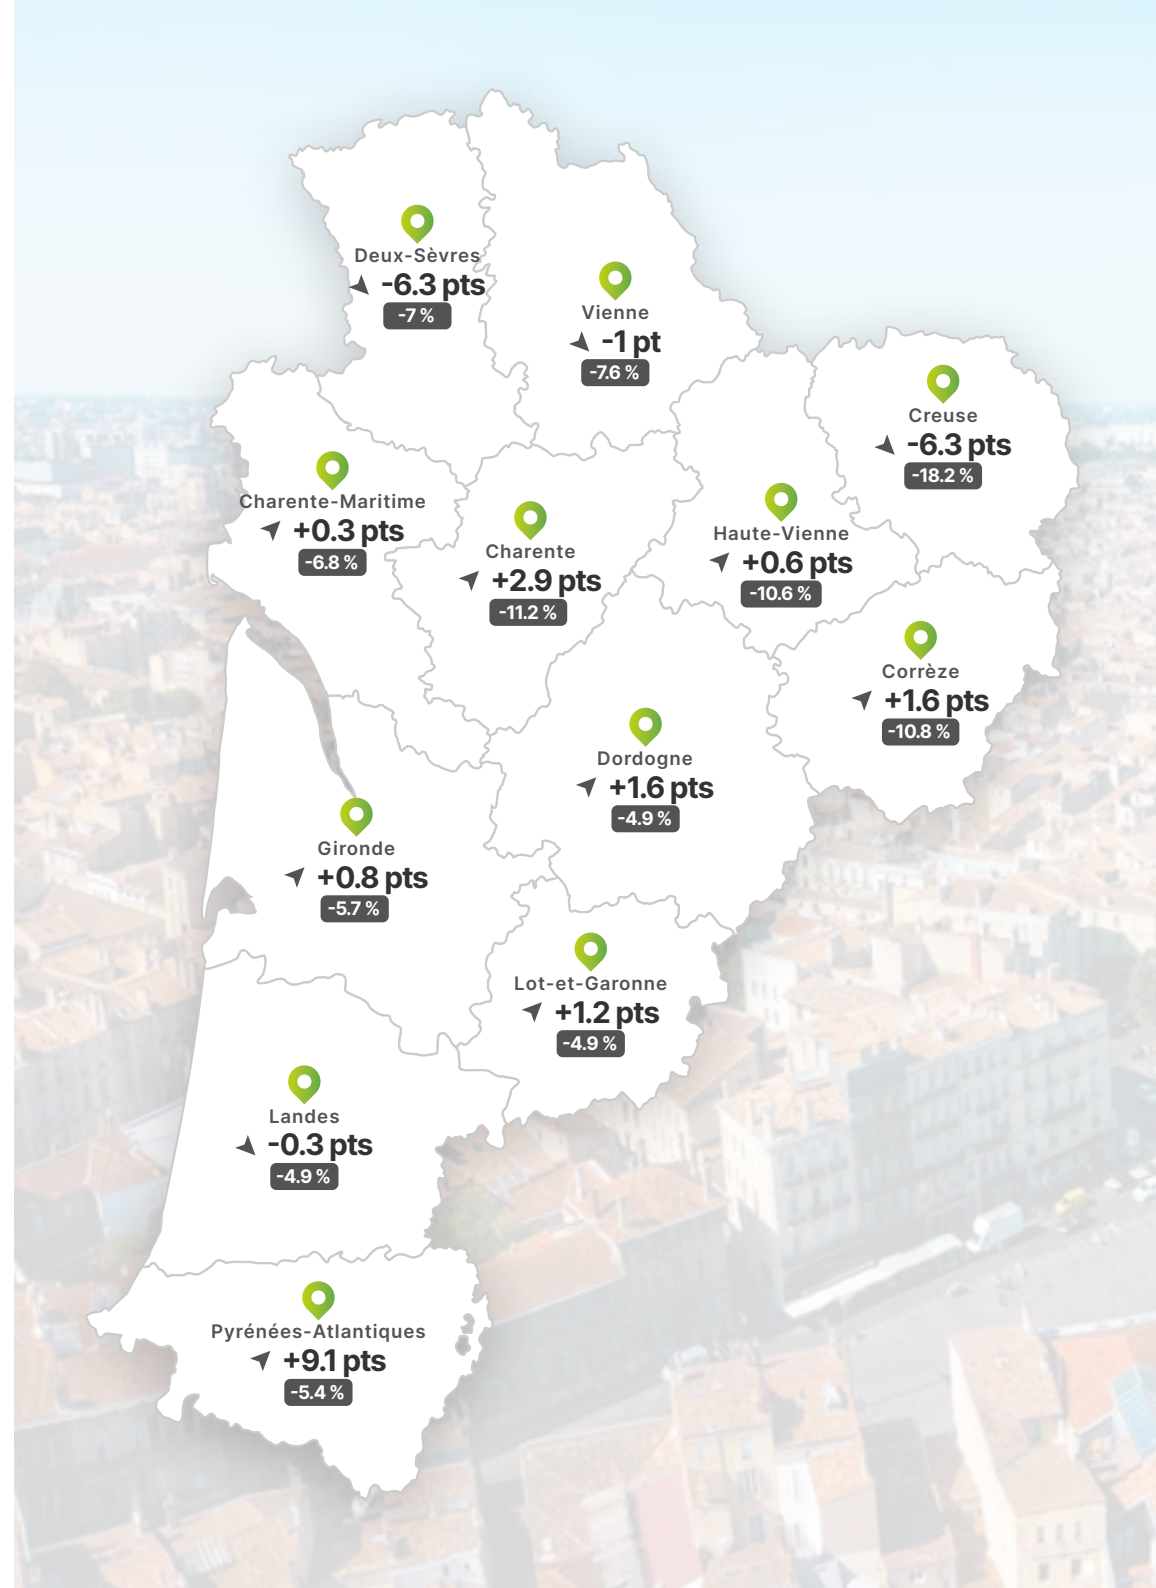 Deux-Sèvres
-6.3 pts
-7 %
Vienne
-1 pt
-7.6 %
Creuse
-6.3 pts
-18.2 %
Charente-Maritime
+0.3 pts
-6.8 %
Charente
+2.9 pts
-11.2 %
Haute-Vienne
+0.6 pts
-10.6 %
Corrèze
+1.6 pts
-10.8 %
Dordogne
+1.6 pts
-4.9 %
Gironde
+0.8 pts
-5.7 %
Lot-et-Garonne
+1.2 pts
-4.9 %
Landes
-0.3 pts
-4.9 %
Pyrénées-Atlantiques
+9.1 pts
-5.4 %